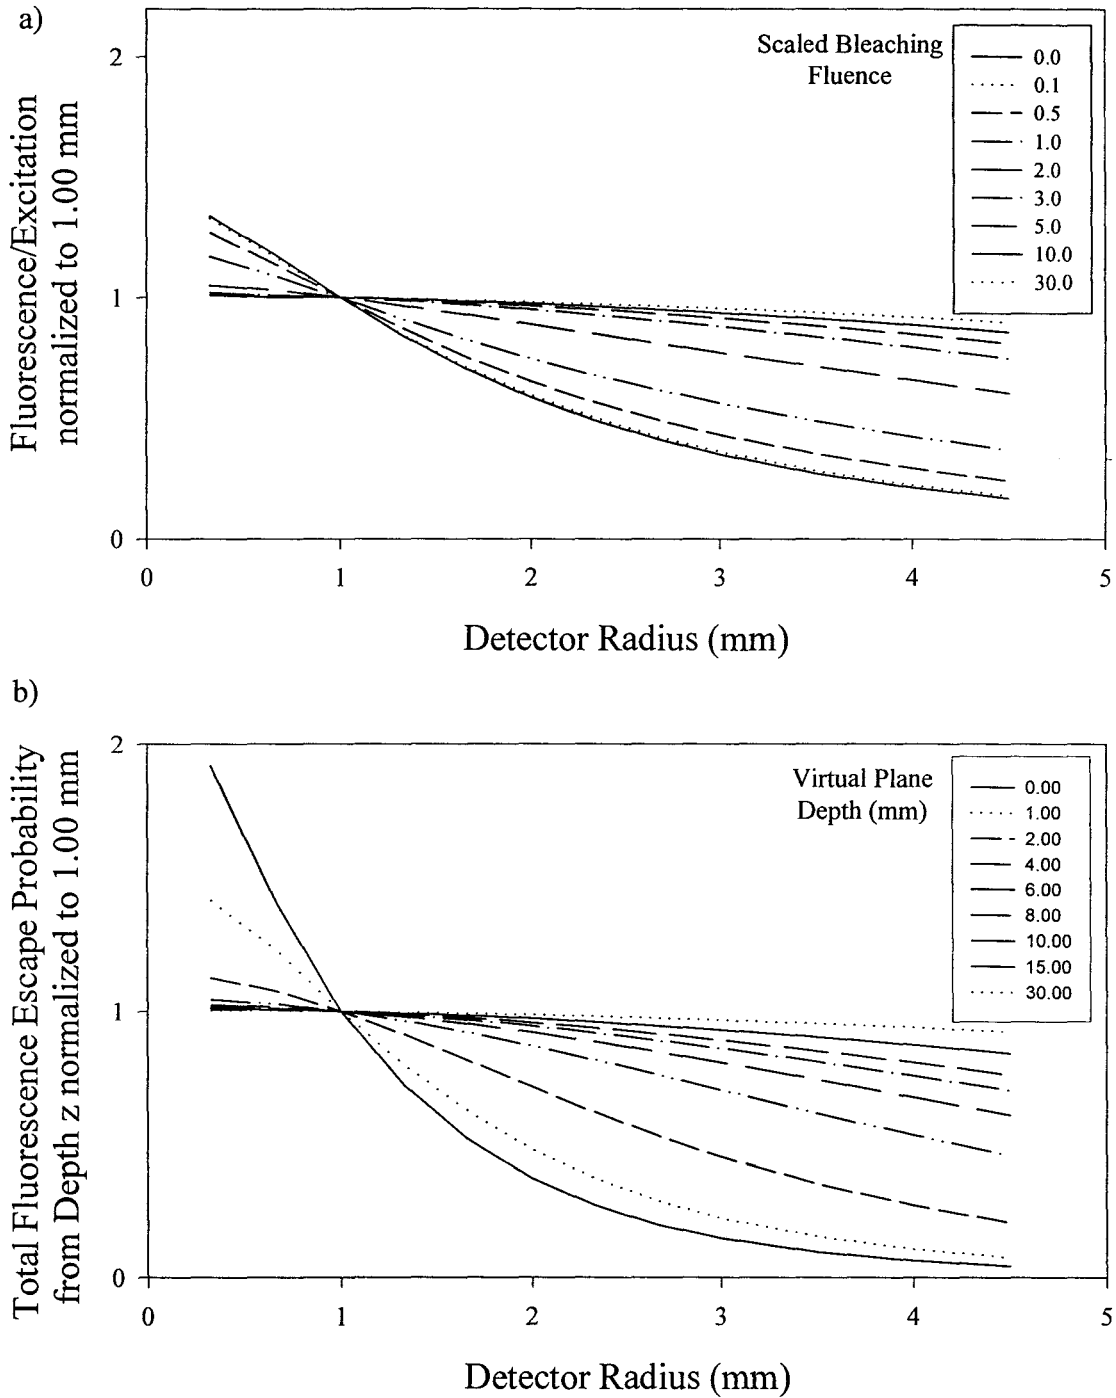 a)
Fluorescence/Excitation
normalized to 1.00 mm
2
1
0
Scaled Bleaching
Fluence
0.0
0.1
0.5
1.0
2.0
3.0
5.0
10.0
30.0
0 1 2 3 4 5
Detector Radius (mm)
b)
Total Fluorescence Escape Probability
from Depth z normalized to 1.00 mm
2
1
0
Virtual Plane
Depth (mm)
0.00
1.00
2.00
4.00
6.00
8.00
10.00
15.00
30.00
0 1 2 3 4 5
Detector Radius (mm)